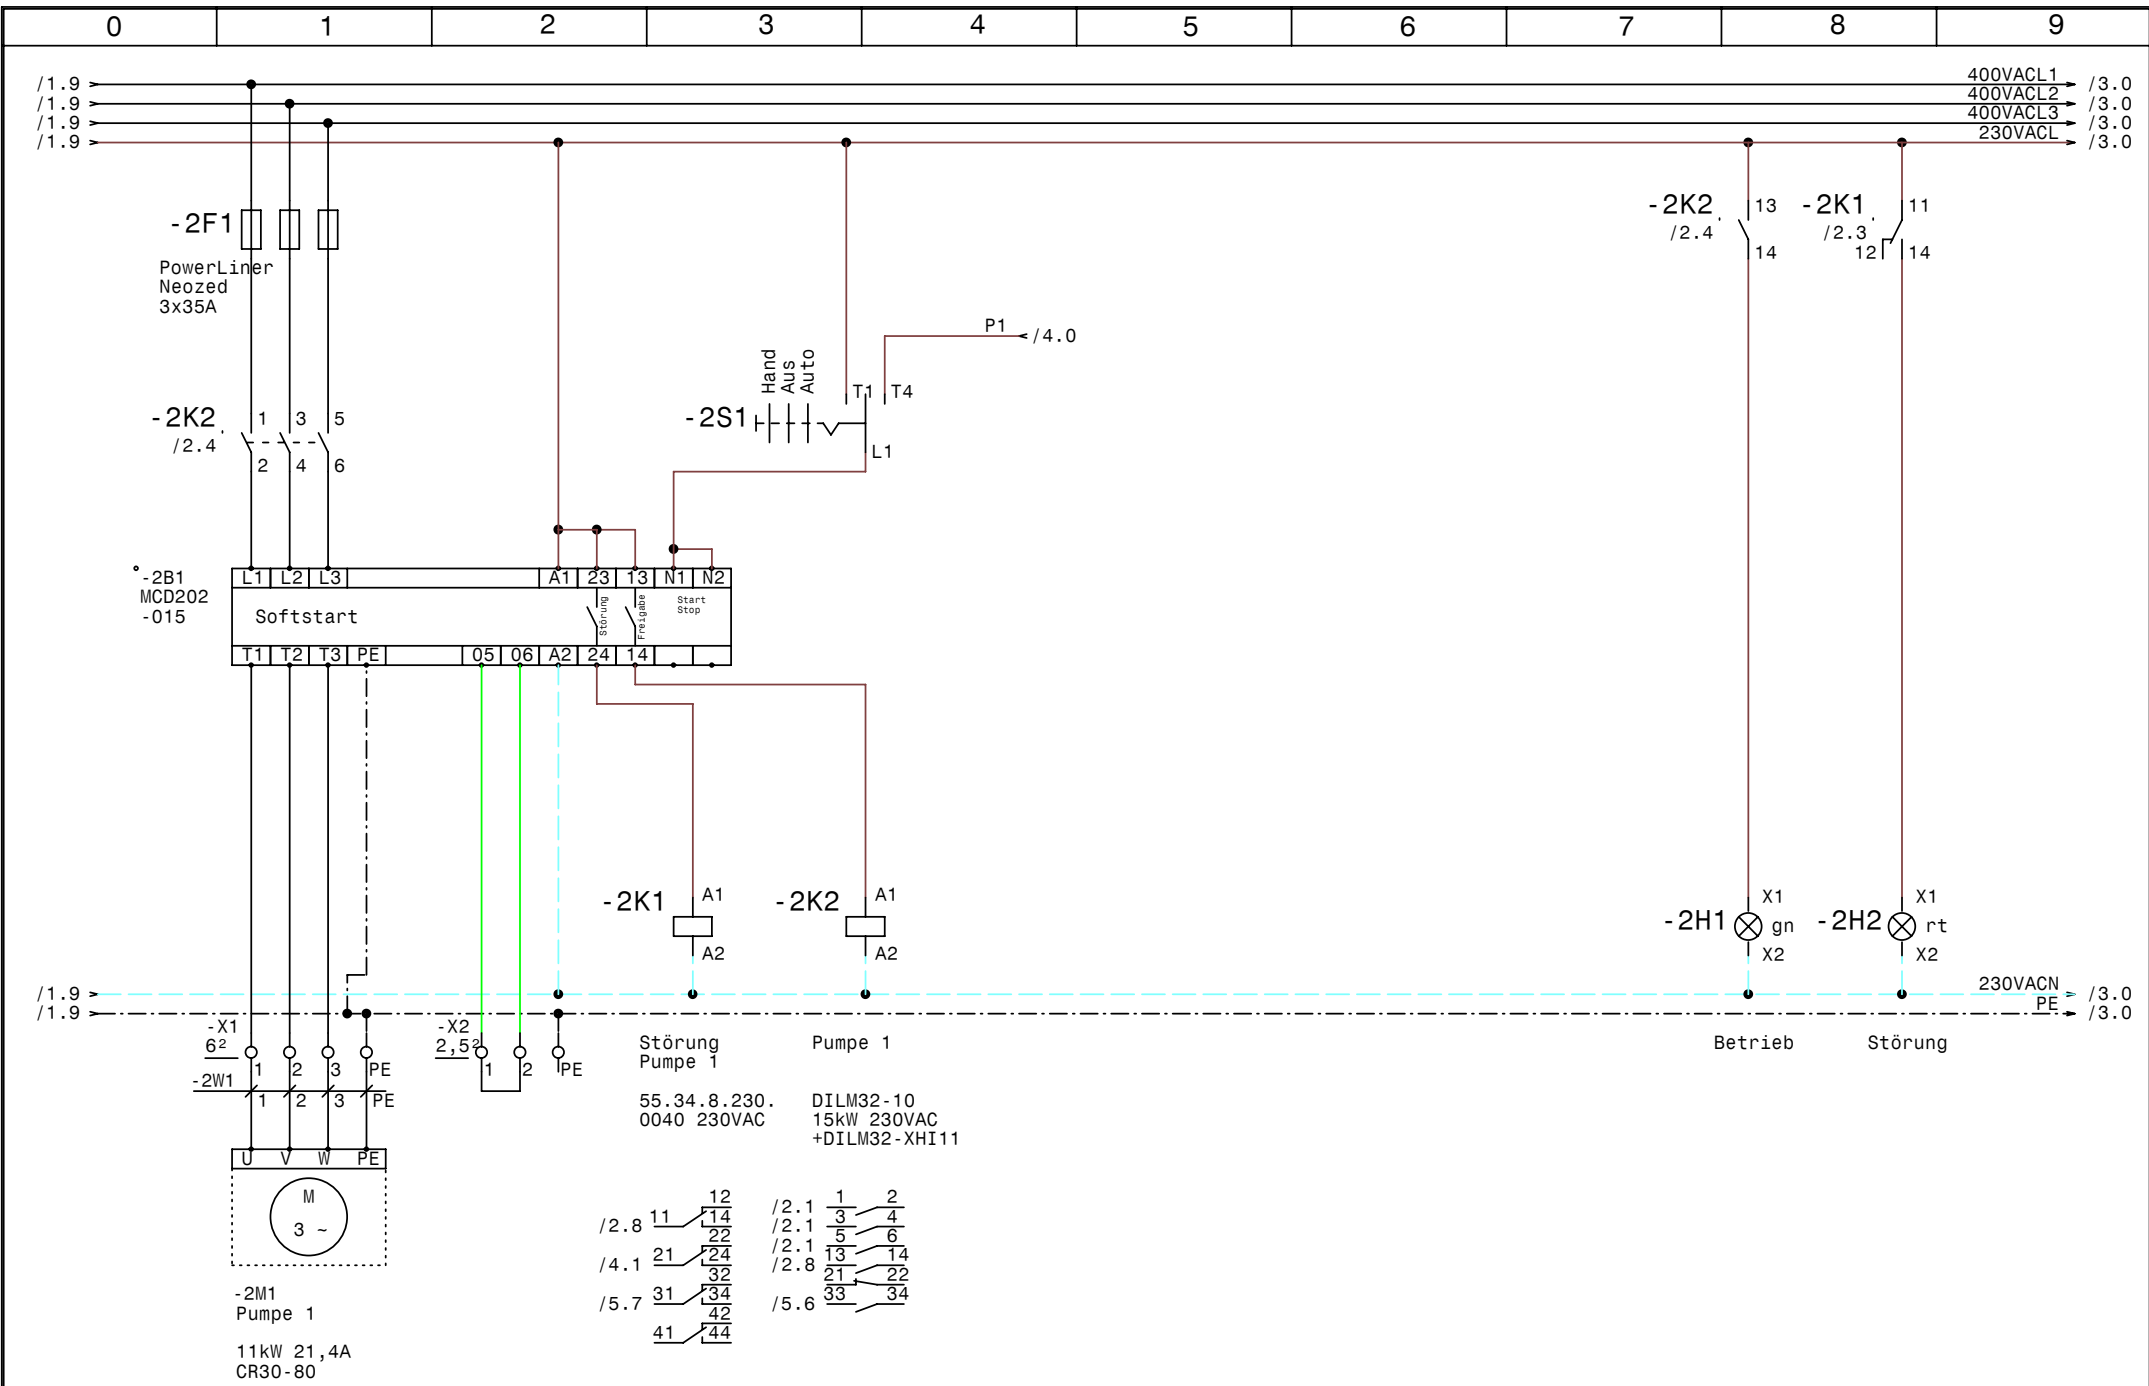 0 1 2 3 4 5 6 7 8 9
/1.9 400VACL1 /3.0
/1.9 400VACL2 /3.0
/1.9 400VACL3 /3.0
/1.9 230VACL /3.0
-2F1
PowerLiner
Neozed
3x35A
-2K2 13
/2.4
14
-2K1 11
/2.3
12 14
P1 /4.0
Hand
Aus
Auto
T1 T4
-2S1
L1
-2K2 1 3 5
/2.4
2 4 6
-2B1
MCD202
-015
L1 L2 L3 A1 23 13 N1 N2
Softstart
Störung
Freigabe
Start
Stop
T1 T2 T3 PE 05 06 A2 24 14
-2K1 A1
A2
-2K2 A1
A2
-2H1 X1
gn
X2
-2H2 X1
rt
X2
/1.9 230VACN /3.0
/1.9 PE /3.0
-X1
6²
1 2 3 PE
-X2
2,5²
1 2 PE
-2W1
1 2 3 PE
Störung
Pumpe 1
Pumpe 1
Betrieb
Störung
55.34.8.230.
0040 230VAC
DILM32-10
15kW 230VAC
+DILM32-XHI11
U V W PE
M
3 ~
-2M1
Pumpe 1
11kW 21,4A
CR30-80
12
/2.8 11 14
22
/4.1 21 24
32
/5.7 31 34
42
41 44
/2.1 1 2
/2.1 3 4
/2.1 5 6
/2.8 13 14
21 22
/5.6 33 34